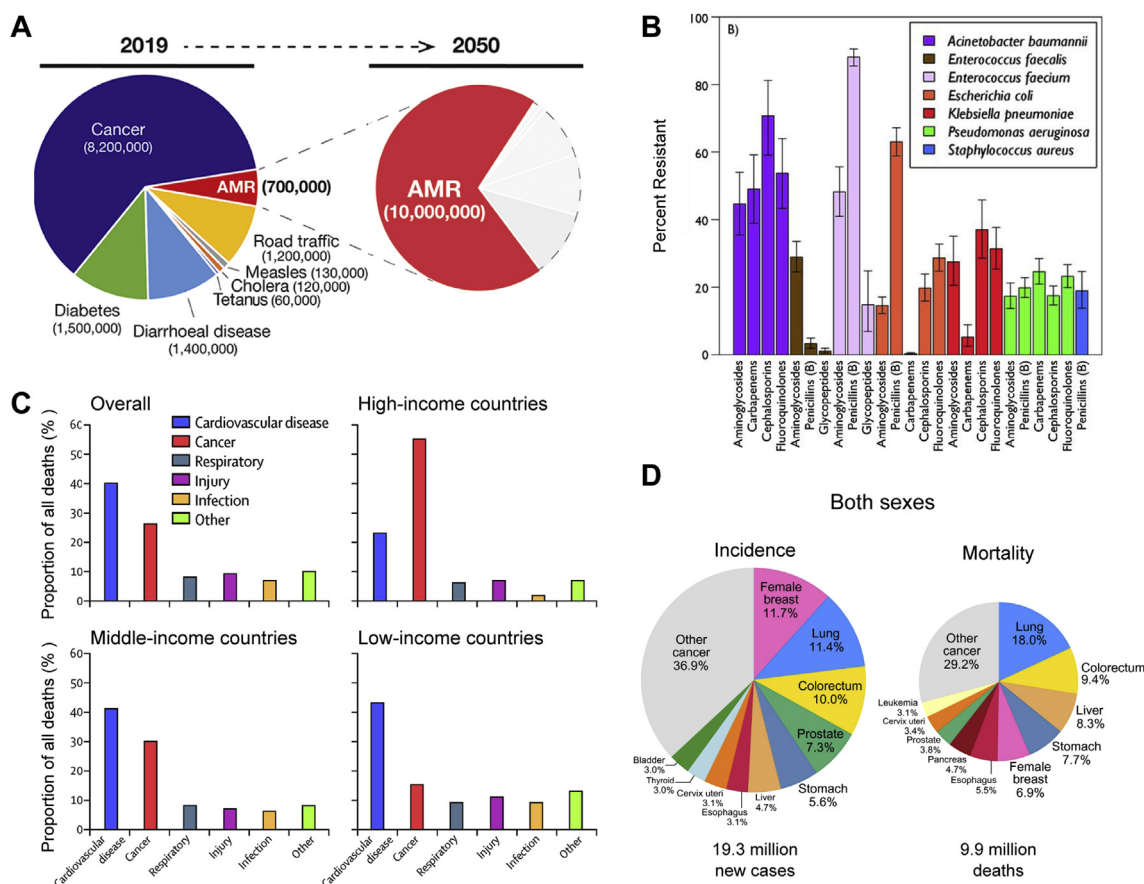 A
2019
2050
Cancer
(8,200,000)
AMR (700,000)
Road traffic
(1,200,000)
Measles (130,000)
Cholera (120,000)
Tetanus (60,000)
Diarrhoeal disease
(1,400,000)
Diabetes
(1,500,000)
AMR
(10,000,000)
B
B)
Percent Resistant
100
80
60
40
20
0
Acinetobacter baumannii
Enterococcus faecalis
Enterococcus faecium
Escherichia coli
Klebsiella pneumoniae
Pseudomonas aeruginosa
Staphylococcus aureus
Aminoglycosides
Carbapenems
Cephalosporins
Fluoroquinolones
Aminoglycosides
Penicillins (B)
Glycopeptides
Aminoglycosides
Penicillins (B)
Glycopeptides
Aminoglycosides
Penicillins (B)
Carbapenems
Cephalosporins
Fluoroquinolones
Aminoglycosides
Carbapenems
Cephalosporins
Fluoroquinolones
Aminoglycosides
Penicillins (B)
Carbapenems
Cephalosporins
Fluoroquinolones
Penicillins (B)
C
Overall
Proportion of all deaths (% )
60
50
40
30
20
10
0
Cardiovascular disease
Cancer
Respiratory
Injury
Infection
Other
High-income countries
Middle-income countries
Proportion of all deaths (% )
60
50
40
30
20
10
0
Cardiovascular
disease
Cancer
Respiratory
Injury
Infection
Other
Low-income countries
Cardiovascular
disease
Cancer
Respiratory
Injury
Infection
Other
D
Both sexes
Incidence
Female
breast
11.7%
Lung
11.4%
Colorectum
10.0%
Prostate
7.3%
Stomach
5.6%
Liver
4.7%
Esophagus
3.1%
Cervix uteri
3.1%
Thyroid
3.0%
Bladder
3.0%
Other
cancer
36.9%
19.3 million
new cases
Mortality
Lung
18.0%
Colorectum
9.4%
Liver
8.3%
Stomach
7.7%
Female
breast
6.9%
Esophagus
5.5%
Pancreas
4.7%
Prostate
3.8%
Cervix uteri
3.4%
Leukemia
3.1%
Other
cancer
29.2%
9.9 million
deaths